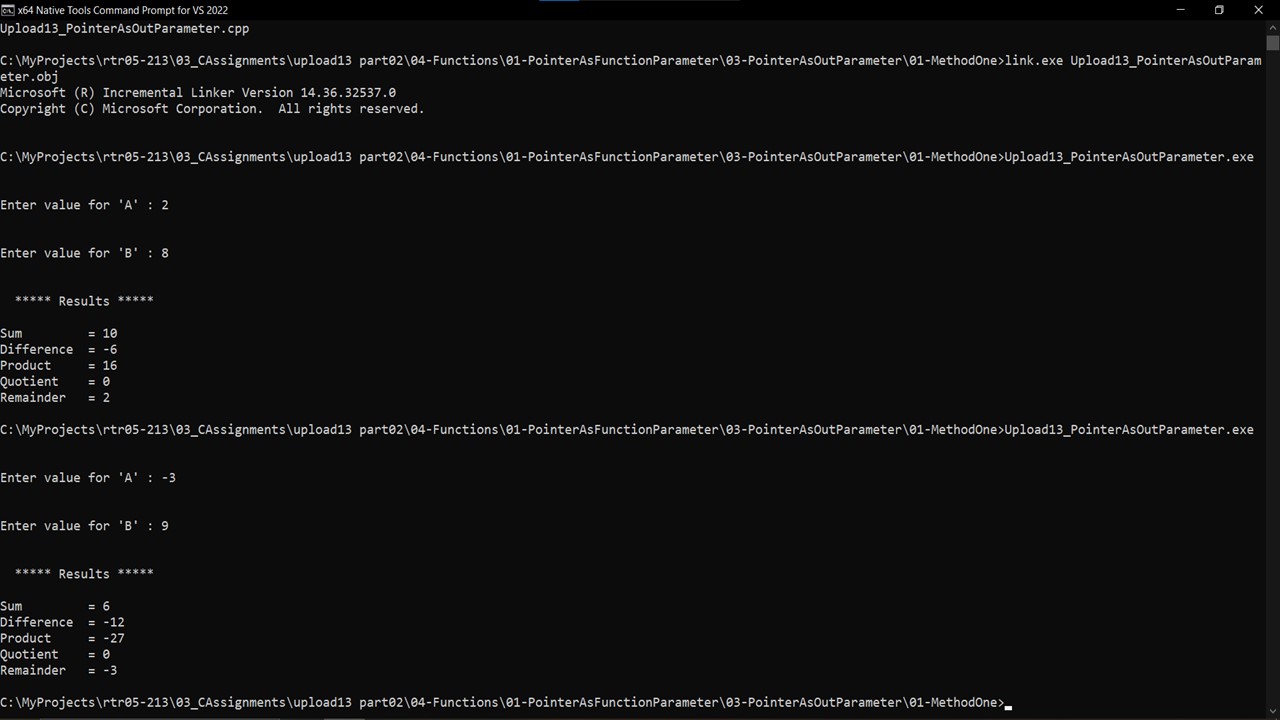 x64 Native Tools Command Prompt for VS 2022
Upload13_PointerAsOutParameter.cpp
C:\MyProjects\rtr05-213\03_CAssignments\upload13 part02\04-Functions\01-PointerAsFunctionParameter\03-PointerAsOutParameter\01-MethodOne>link.exe Upload13_PointerAsOutParam
eter.obj
Microsoft (R) Incremental Linker Version 14.36.32537.0
Copyright (C) Microsoft Corporation.  All rights reserved.
C:\MyProjects\rtr05-213\03_CAssignments\upload13 part02\04-Functions\01-PointerAsFunctionParameter\03-PointerAsOutParameter\01-MethodOne>Upload13_PointerAsOutParameter.exe
Enter value for 'A' : 2
Enter value for 'B' : 8
***** Results *****
Sum         = 10
Difference  = -6
Product     = 16
Quotient    = 0
Remainder   = 2
C:\MyProjects\rtr05-213\03_CAssignments\upload13 part02\04-Functions\01-PointerAsFunctionParameter\03-PointerAsOutParameter\01-MethodOne>Upload13_PointerAsOutParameter.exe
Enter value for 'A' : -3
Enter value for 'B' : 9
***** Results *****
Sum         = 6
Difference  = -12
Product     = -27
Quotient    = 0
Remainder   = -3
C:\MyProjects\rtr05-213\03_CAssignments\upload13 part02\04-Functions\01-PointerAsFunctionParameter\03-PointerAsOutParameter\01-MethodOne>